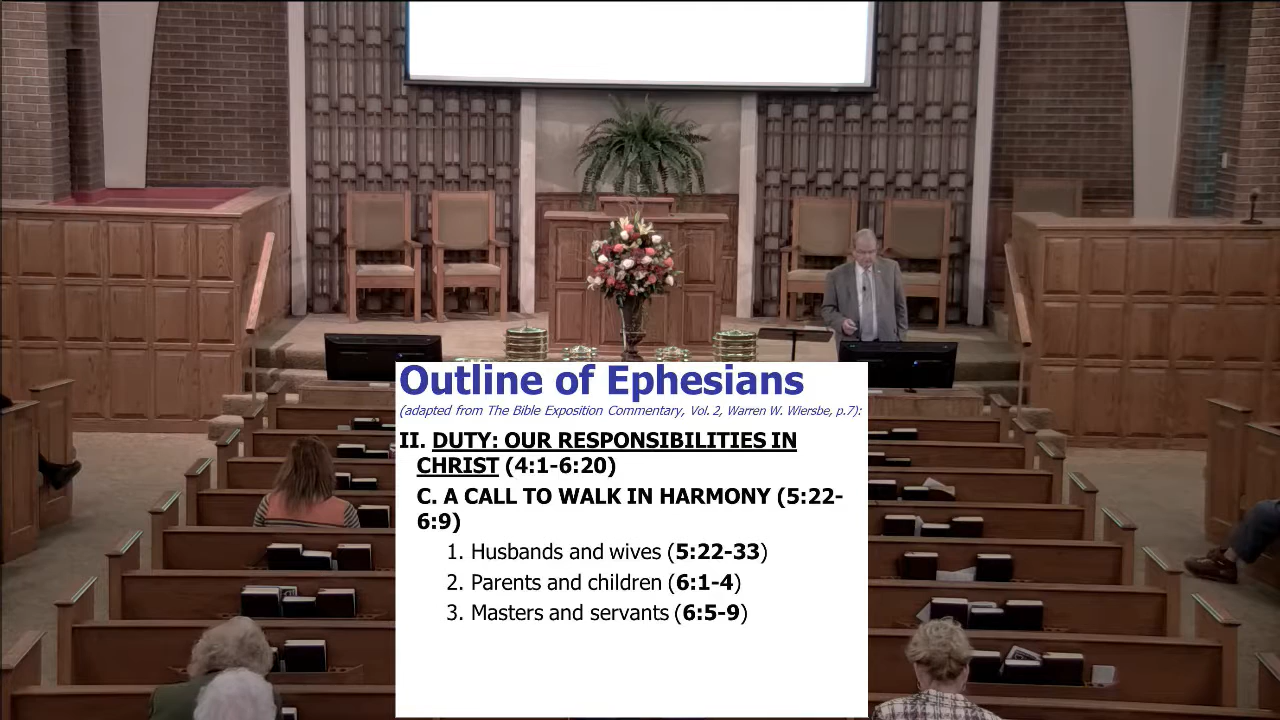 Outline of Ephesians
(adapted from The Bible Exposition Commentary, Vol. 2, Warren W. Wiersbe, p.7):
II. DUTY: OUR RESPONSIBILITIES IN
CHRIST (4:1-6:20)
C. A CALL TO WALK IN HARMONY (5:22-
6:9)
1. Husbands and wives (5:22-33)
2. Parents and children (6:1-4)
3. Masters and servants (6:5-9)